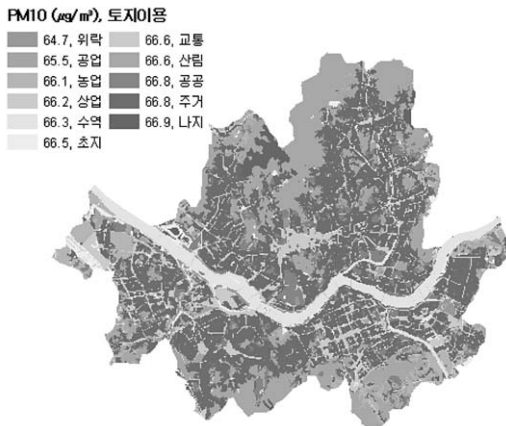 PM10 (㎍/㎥), 토지이용
64.7, 위락
65.5, 공업
66.1, 농업
66.2, 상업
66.3, 수역
66.5, 초지
66.6, 교통
66.6, 산림
66.8, 공공
66.8, 주거
66.9, 나지